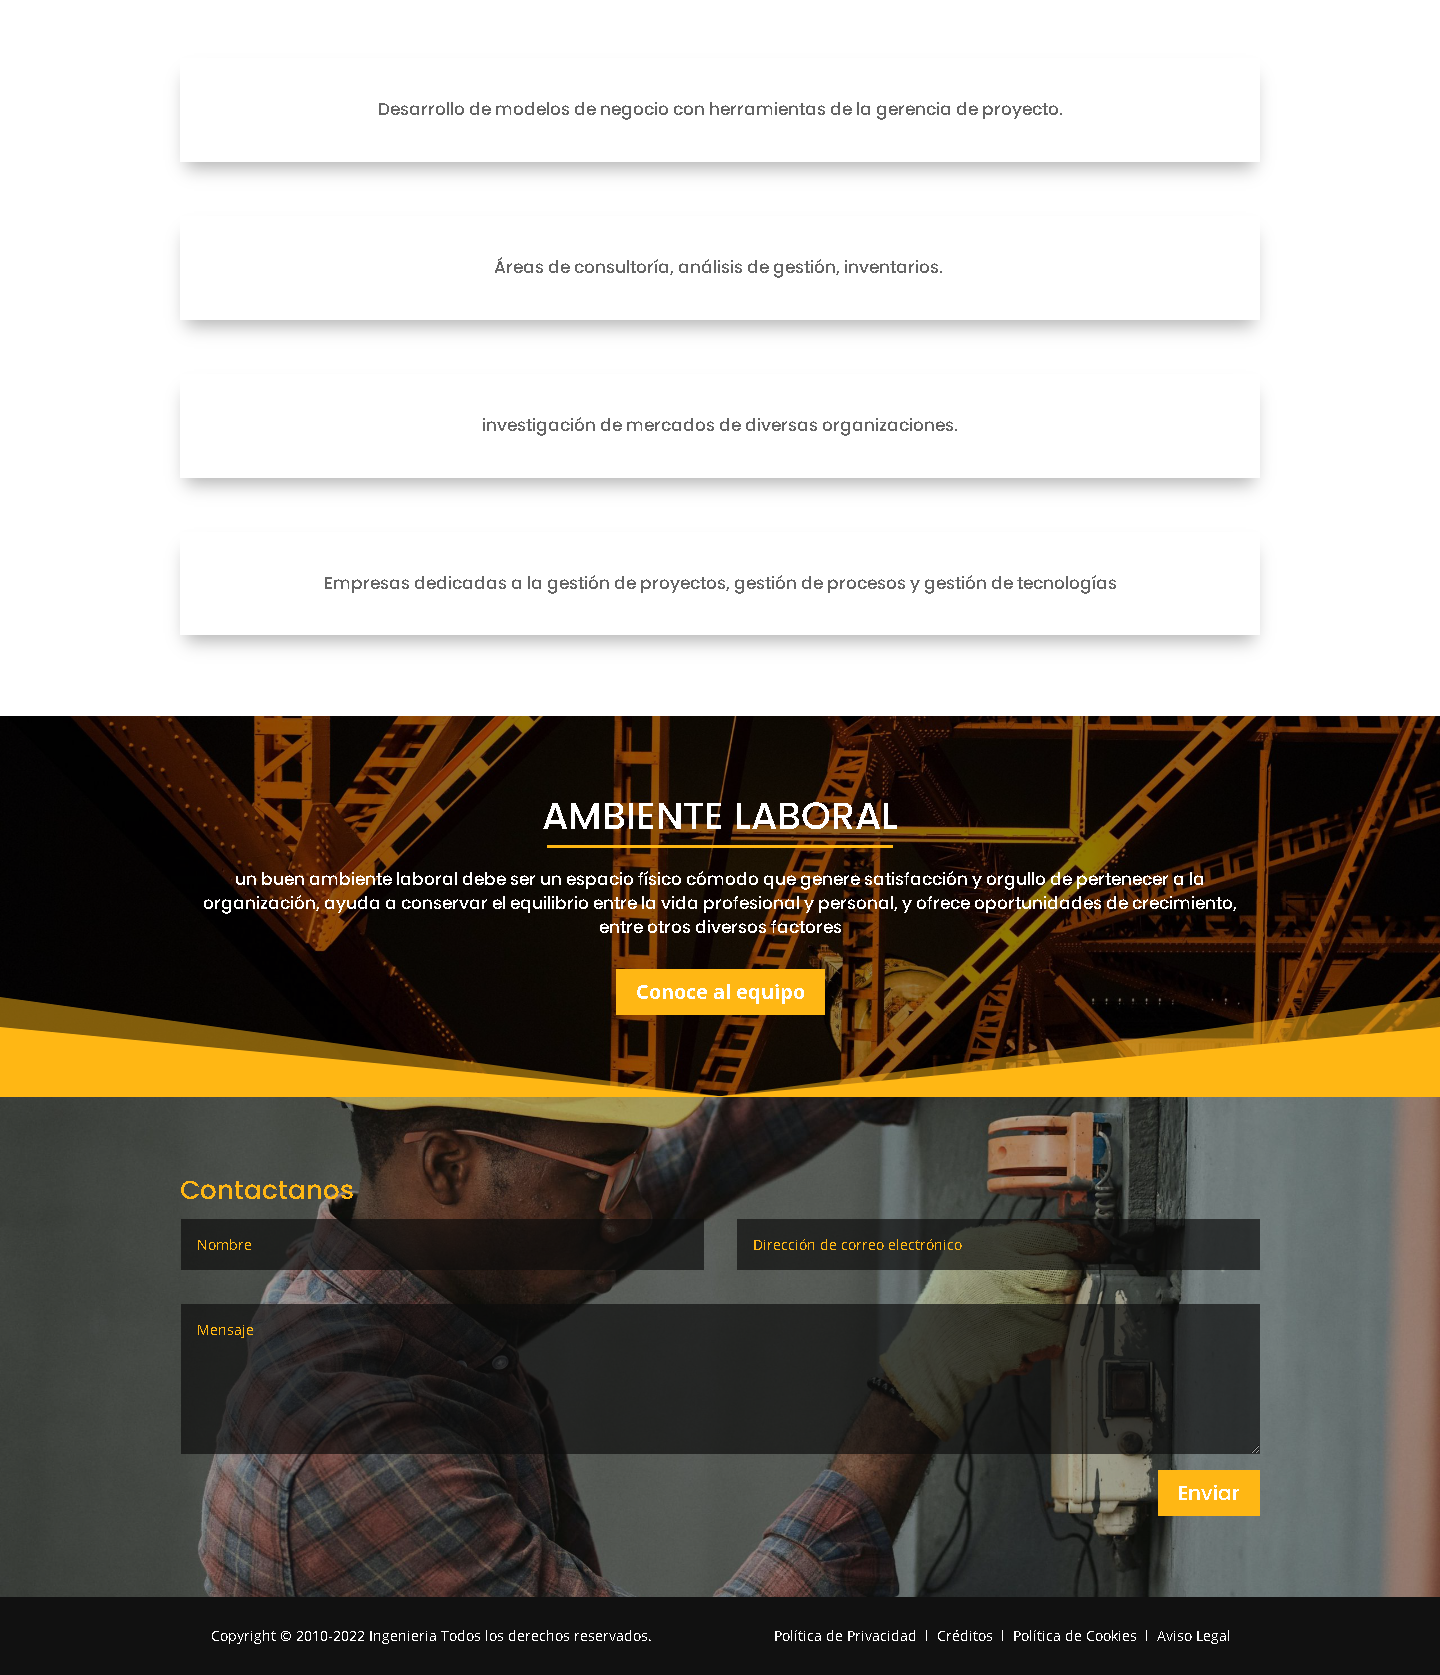 Desarrollo de modelos de negocio con herramientas de la gerencia de proyecto.
Áreas de consultoría, análisis de gestión, inventarios.
investigación de mercados de diversas organizaciones.
Empresas dedicadas a la gestión de proyectos, gestión de procesos y gestión de tecnologías
AMBIENTE LABORAL
un buen ambiente laboral debe ser un espacio físico cómodo que genere satisfacción y orgullo de pertenecer a la
organización, ayuda a conservar el equilibrio entre la vida profesional y personal, y ofrece oportunidades de crecimiento,
entre otros diversos factores
Conoce al equipo
Contactanos
Nombre
Dirección de correo electrónico
Mensaje
Enviar
Copyright © 2010-2022 Ingenieria Todos los derechos reservados.
Política de Privacidad | Créditos | Política de Cookies | Aviso Legal